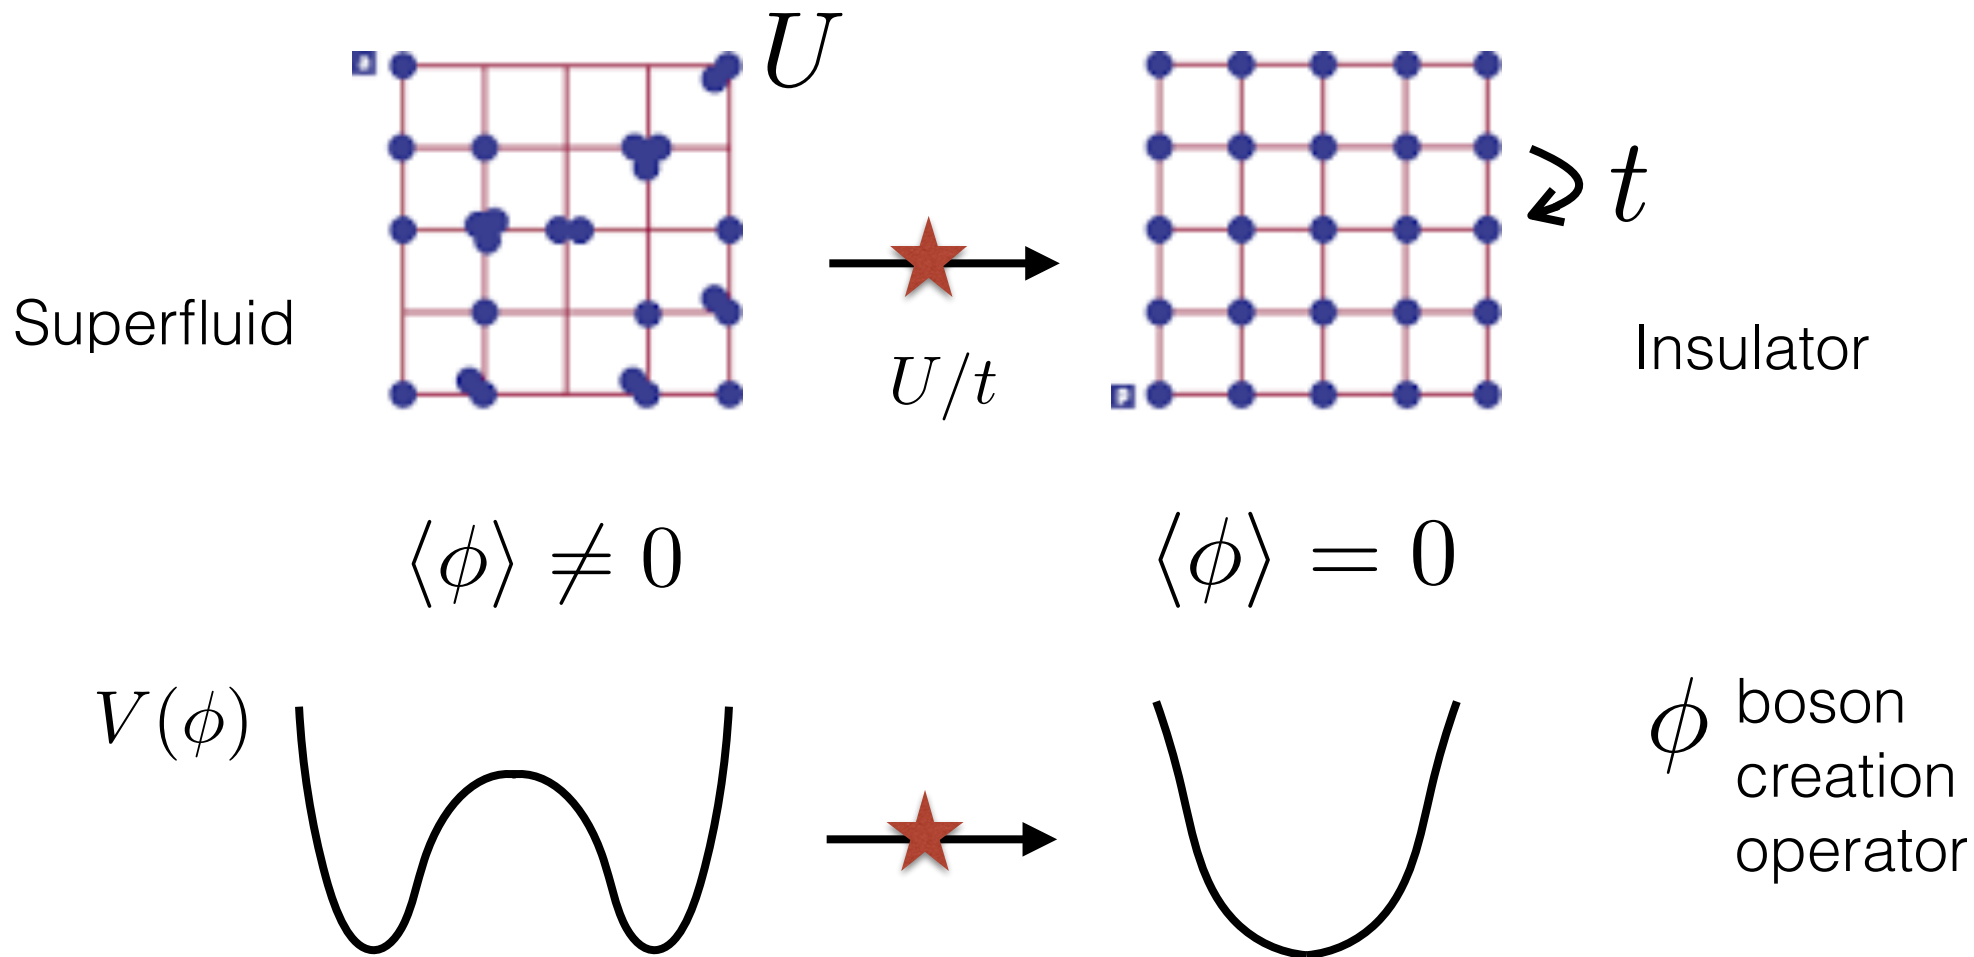 U
t
Superfluid
U/t
Insulator
⟨ϕ⟩ ≠ 0
⟨ϕ⟩ = 0
V(ϕ)
ϕ boson
creation
operator